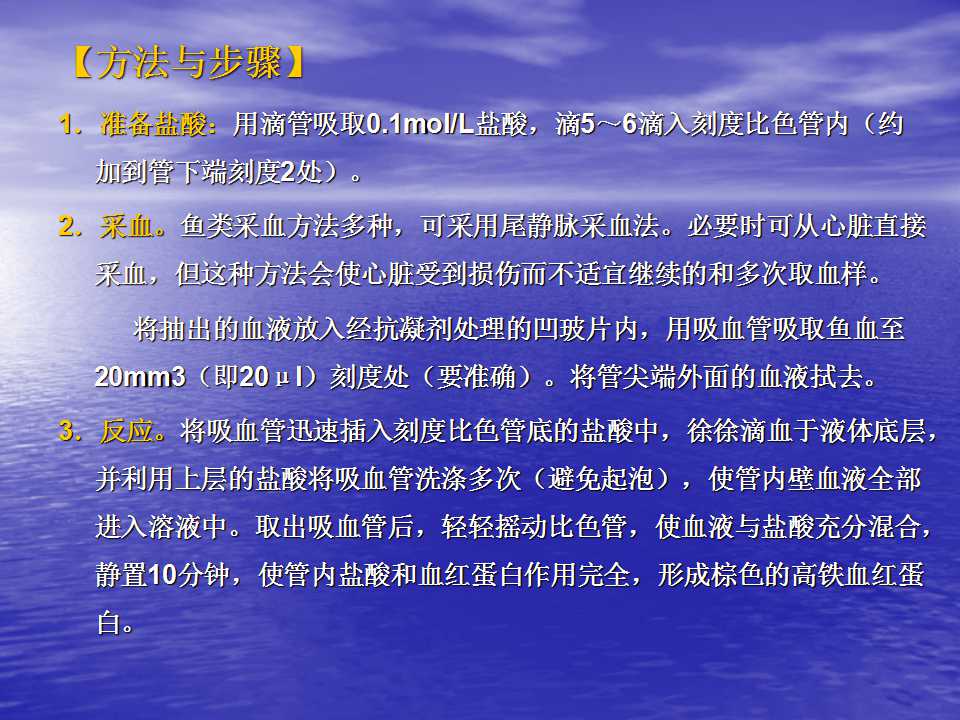 【方法与步骤】
1．准备盐酸：用滴管吸取0.1mol/L盐酸，滴5～6滴入刻度比色管内（约
加到管下端刻度2处）。
2．采血。鱼类采血方法多种，可采用尾静脉采血法。必要时可从心脏直接
采血，但这种方法会使心脏受到损伤而不适宜继续的和多次取血样。
将抽出的血液放入经抗凝剂处理的凹玻片内，用吸血管吸取鱼血至
20mm3（即20μl）刻度处（要准确）。将管尖端外面的血液拭去。
3．反应。将吸血管迅速插入刻度比色管底的盐酸中，徐徐滴血于液体底层，
并利用上层的盐酸将吸血管洗涤多次（避免起泡），使管内壁血液全部
进入溶液中。取出吸血管后，轻轻摇动比色管，使血液与盐酸充分混合，
静置10分钟，使管内盐酸和血红蛋白作用完全，形成棕色的高铁血红蛋
白。